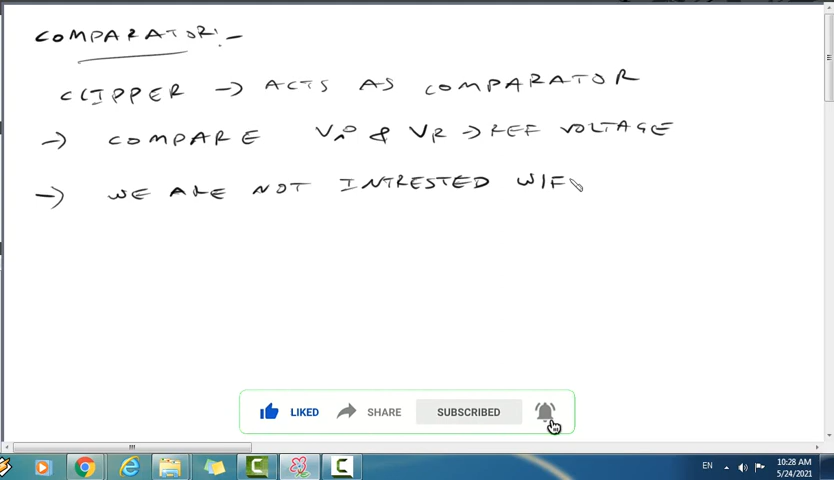 COMPARATOR:-
CLIPPER → ACTS AS COMPARATOR
→ COMPARE Vi & VR → REF VOLTAGE
→ WE ARE NOT INTRESTED W/F
LIKED SHARE SUBSCRIBED
EN 10:28 AM
5/24/2021